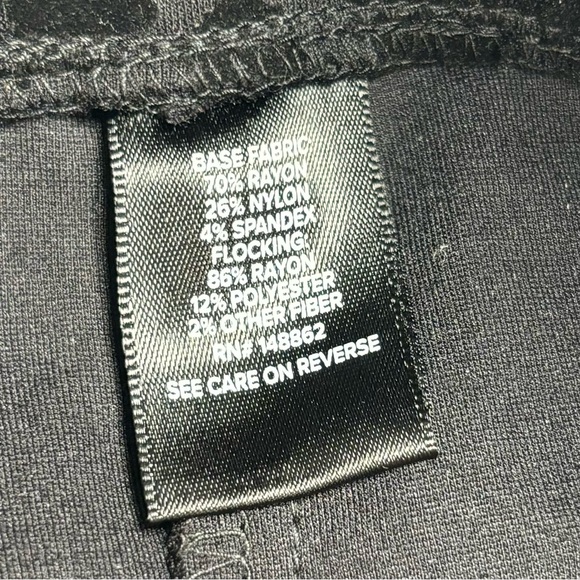 BASE FABRIC
70% RAYON
26% NYLON
4% SPANDEX
FLOCKING
86% RAYON
12% POLYESTER
2% OTHER FIBER
RN# 148862
SEE CARE ON REVERSE